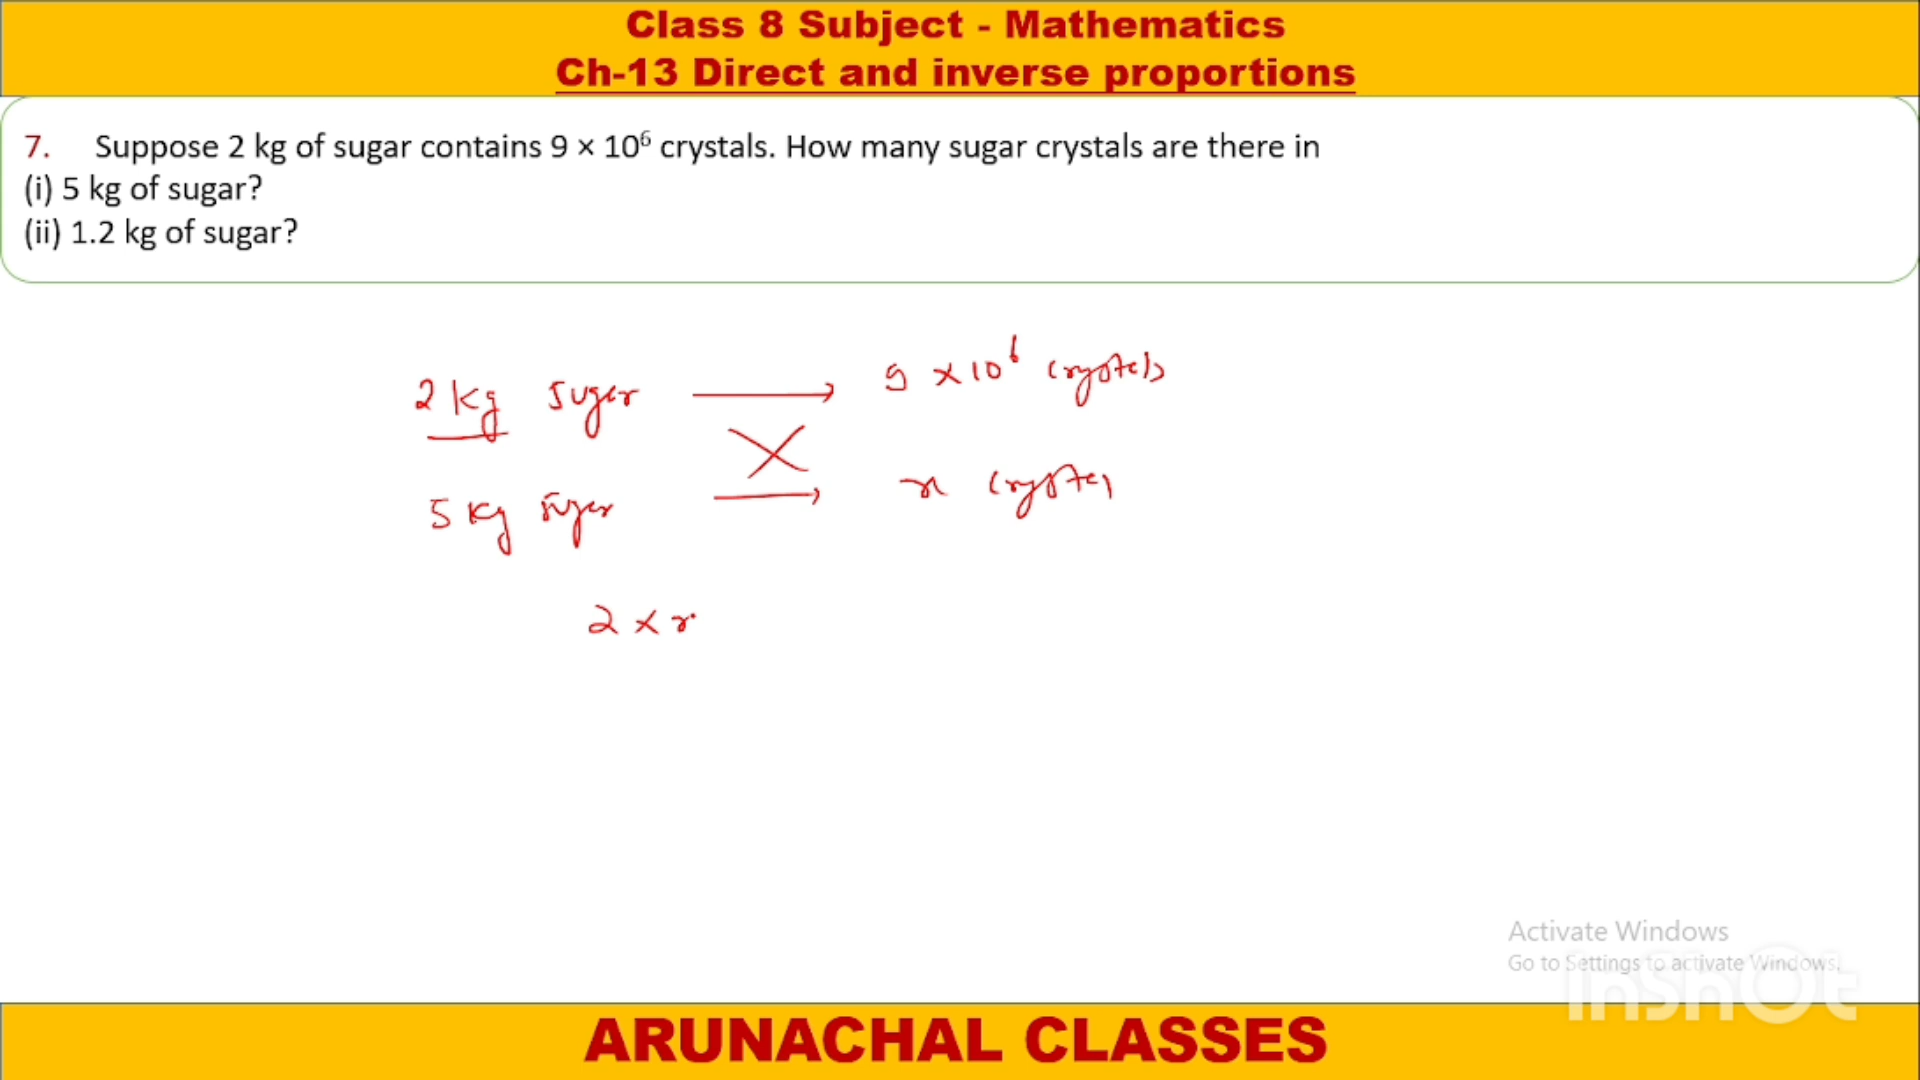 Class 8 Subject - Mathematics
Ch-13 Direct and inverse proportions
7. Suppose 2 kg of sugar contains 9 × 10⁶ crystals. How many sugar crystals are there in
(i) 5 kg of sugar?
(ii) 1.2 kg of sugar?
2 kg sugar → 9 × 10⁶ crystals
5 kg sugar → x crystal
2 × x
Activate Windows
Go to Settings to activate Windows.
InShOt
ARUNACHAL CLASSES